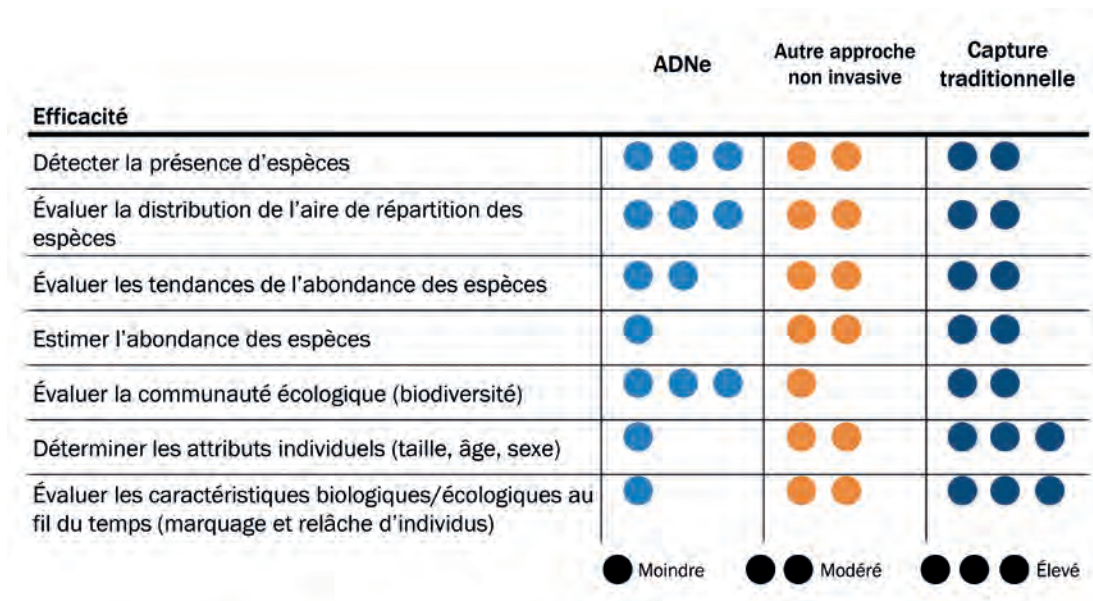 ADNe
Autre approche
non invasive
Capture
traditionnelle
Efficacité
Détecter la présence d'espèces
Évaluer la distribution de l'aire de répartition des
espèces
Évaluer les tendances de l'abondance des espèces
Estimer l'abondance des espèces
Évaluer la communauté écologique (biodiversité)
Déterminer les attributs individuels (taille, âge, sexe)
Évaluer les caractéristiques biologiques/écologiques au
fil du temps (marquage et relâche d'individus)
Moindre
Modéré
Élevé